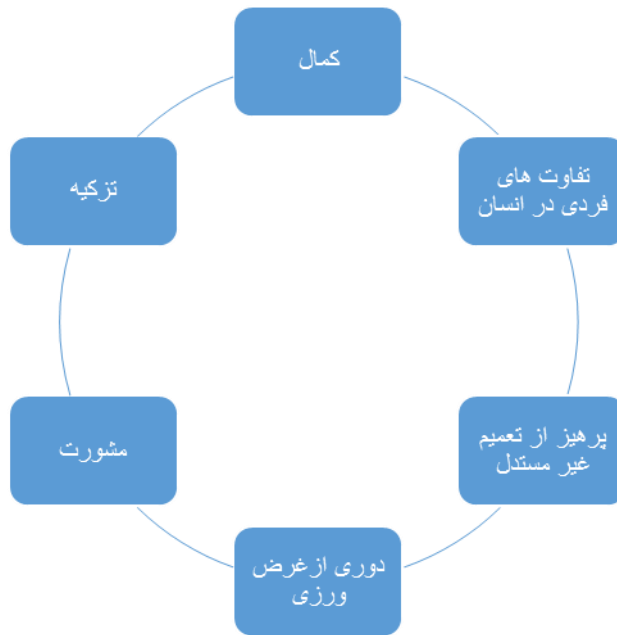 کمال
تفاوت های
فردی در انسان
پرهیز از تعمیم
غیر مستدل
دوری ازغرض
ورزی
مشورت
تزکیه